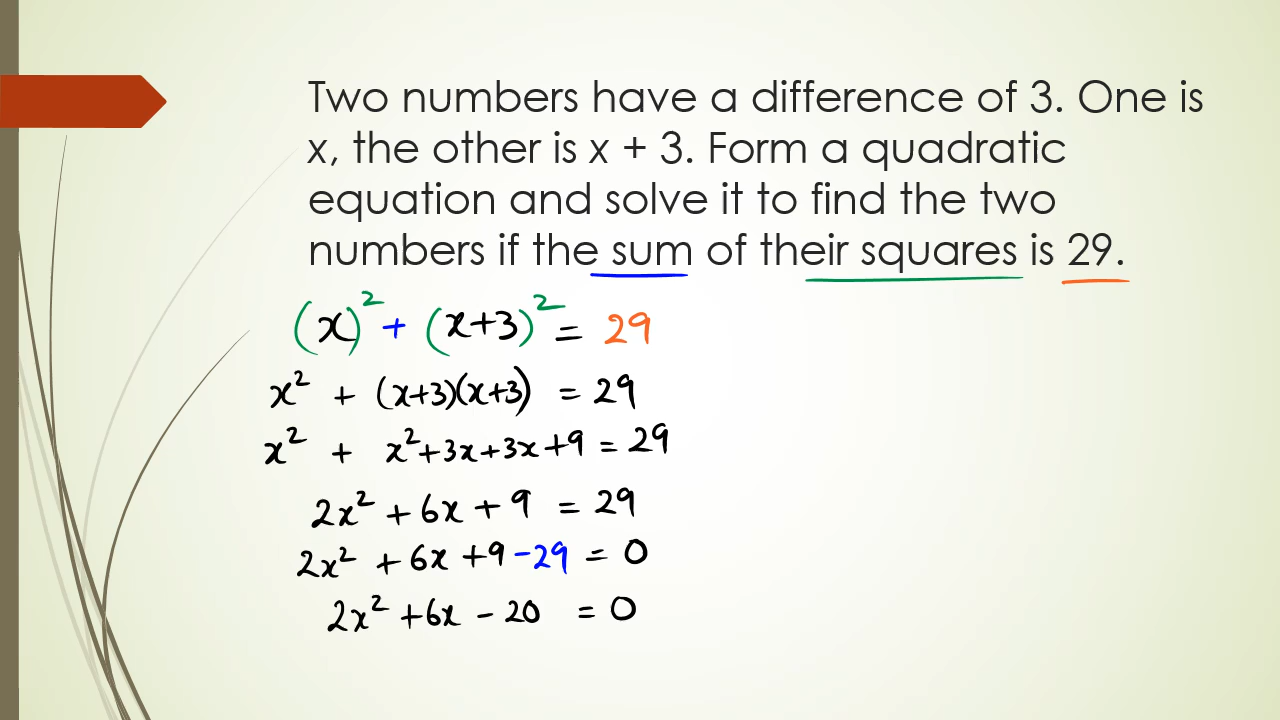 Two numbers have a difference of 3. One is
x, the other is x + 3. Form a quadratic
equation and solve it to find the two
numbers if the sum of their squares is 29.
(x)² + (x+3)² = 29
x² + (x+3)(x+3) = 29
x² + x²+3x+3x+9 = 29
2x² + 6x + 9 = 29
2x² + 6x +9 -29 = 0
2x² +6x - 20 = 0